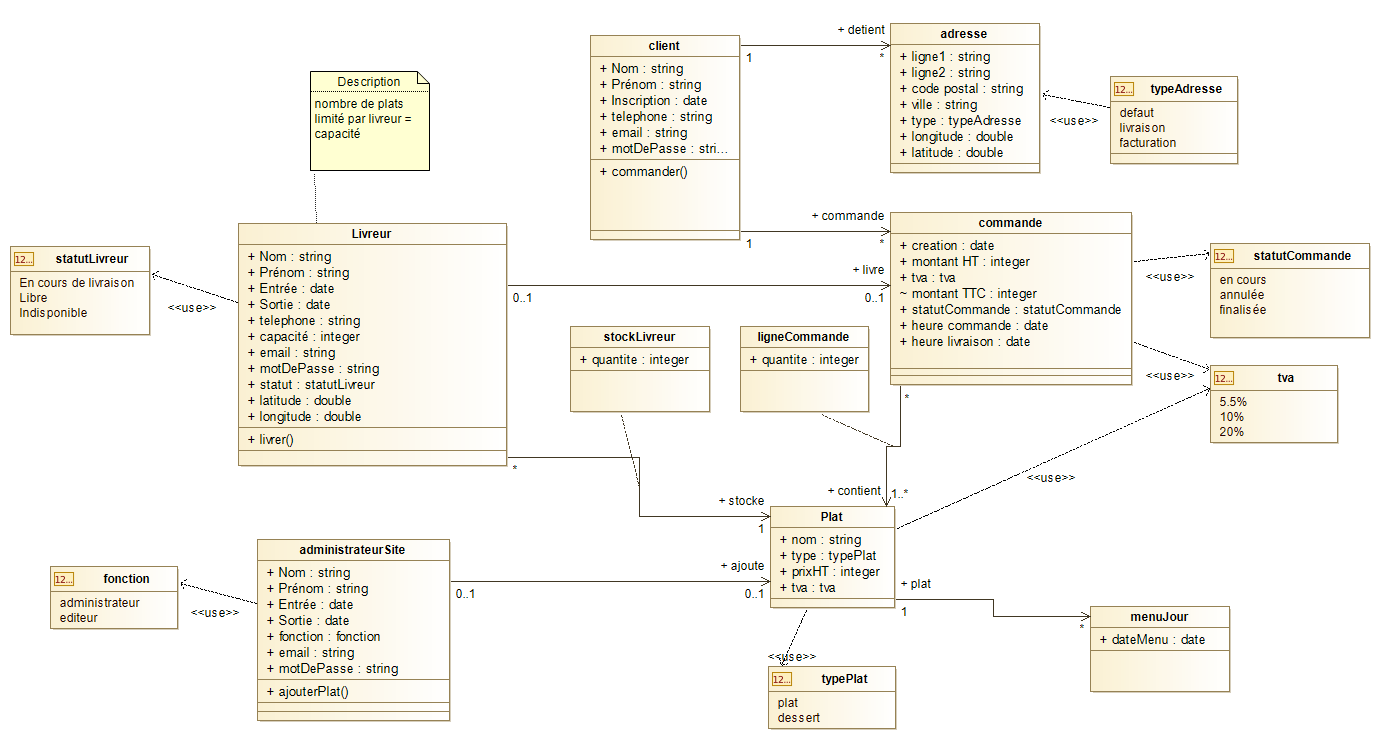 Description
nombre de plats
limité par livreur =
capacité
client
+ Nom : string
+ Prénom : string
+ Inscription : date
+ telephone : string
+ email : string
+ motDePasse : stri...
+ commander()
+ detient
1
*
adresse
+ ligne1 : string
+ ligne2 : string
+ code postal : string
+ ville : string
+ type : typeAdresse
+ longitude : double
+ latitude : double
<<use>>
12... typeAdresse
defaut
livraison
facturation
+ commande
1
*
12... statutLivreur
En cours de livraison
Libre
Indisponible
<<use>>
Livreur
+ Nom : string
+ Prénom : string
+ Entrée : date
+ Sortie : date
+ telephone : string
+ capacité : integer
+ email : string
+ motDePasse : string
+ statut : statutLivreur
+ latitude : double
+ longitude : double
+ livrer()
+ livre
0..1
0..1
commande
+ creation : date
+ montant HT : integer
+ tva : tva
~ montant TTC : integer
+ statutCommande : statutCommande
+ heure commande : date
+ heure livraison : date
<<use>>
12... statutCommande
en cours
annulée
finalisée
<<use>>
12... tva
5.5%
10%
20%
stockLivreur
+ quantite : integer
ligneCommande
+ quantite : integer
*
+ contient
1..*
<<use>>
*
+ stocke
1
Plat
+ nom : string
+ type : typePlat
+ prixHT : integer
+ tva : tva
12... fonction
administrateur
editeur
<<use>>
administrateurSite
+ Nom : string
+ Prénom : string
+ Entrée : date
+ Sortie : date
+ fonction : fonction
+ email : string
+ motDePasse : string
+ ajouterPlat()
+ ajoute
0..1
0..1
+ plat
1
*
menuJour
+ dateMenu : date
<<use>>
12... typePlat
plat
dessert